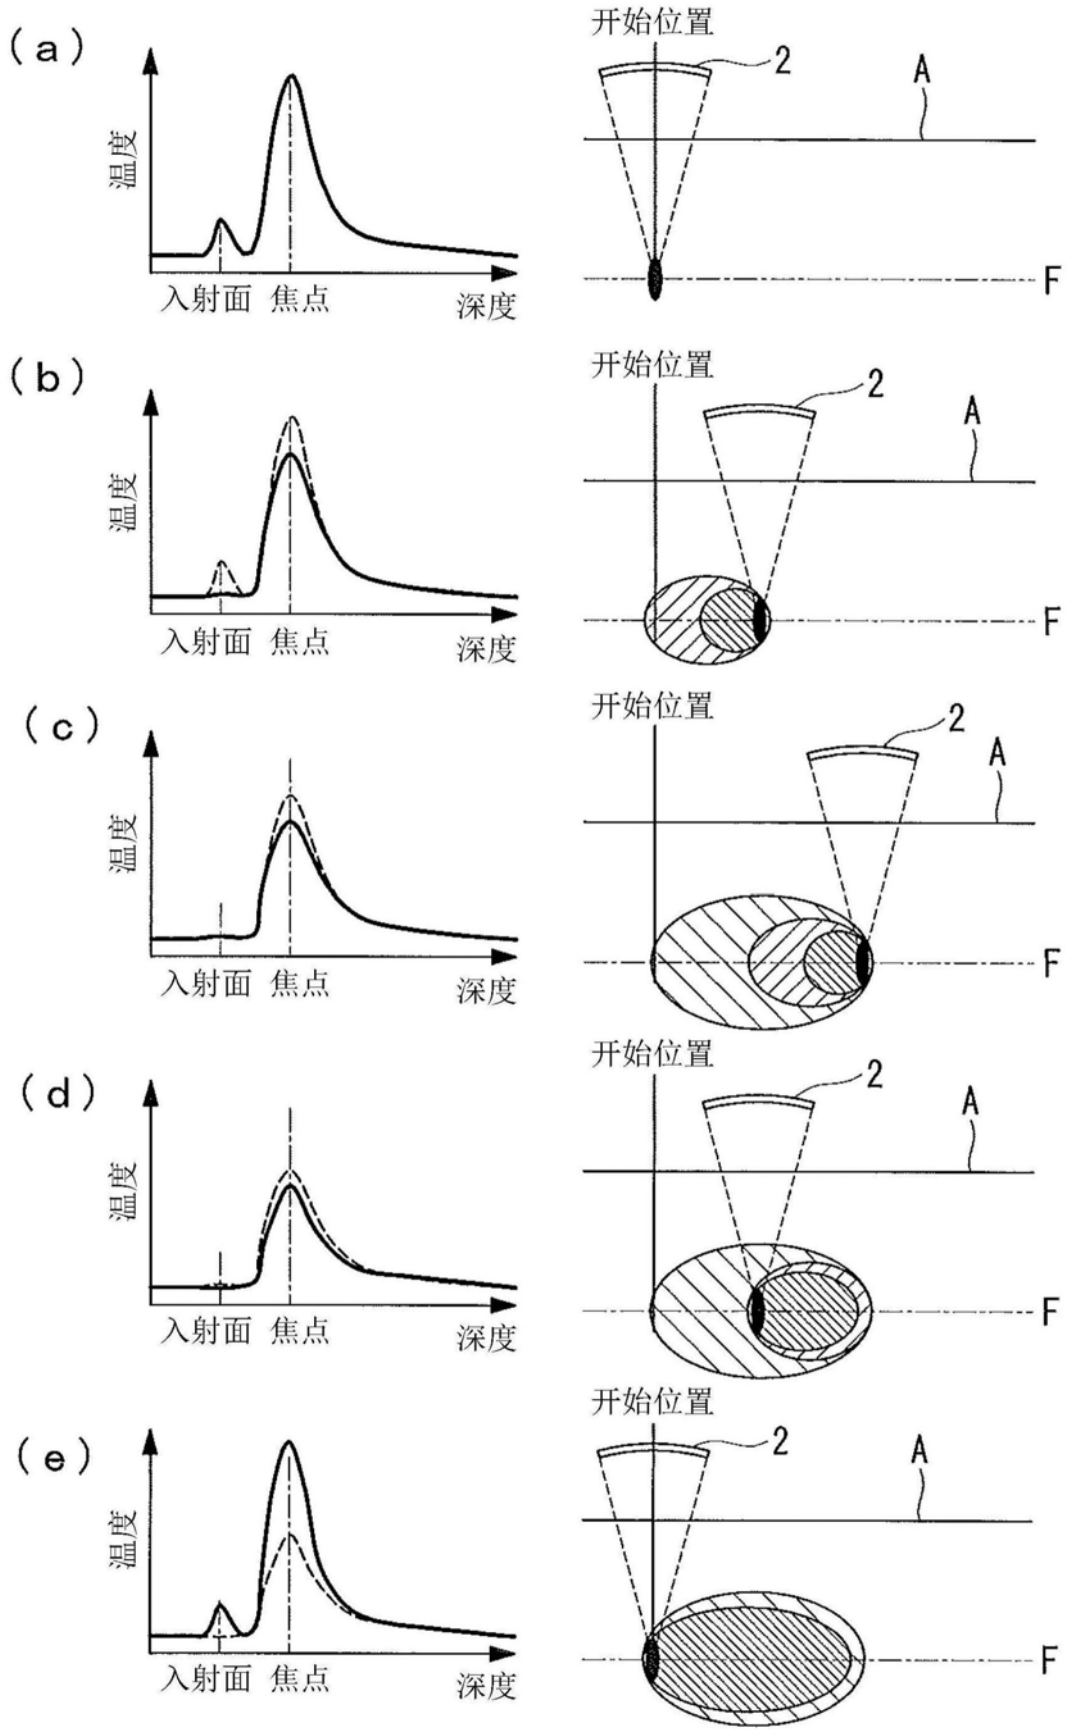 (a)
温度
入射面 焦点
深度
开始位置
2
A
F
(b)
温度
入射面 焦点
深度
开始位置
2
A
F
(c)
温度
入射面 焦点
深度
开始位置
2
A
F
(d)
温度
入射面 焦点
深度
开始位置
2
A
F
(e)
温度
入射面 焦点
深度
开始位置
2
A
F